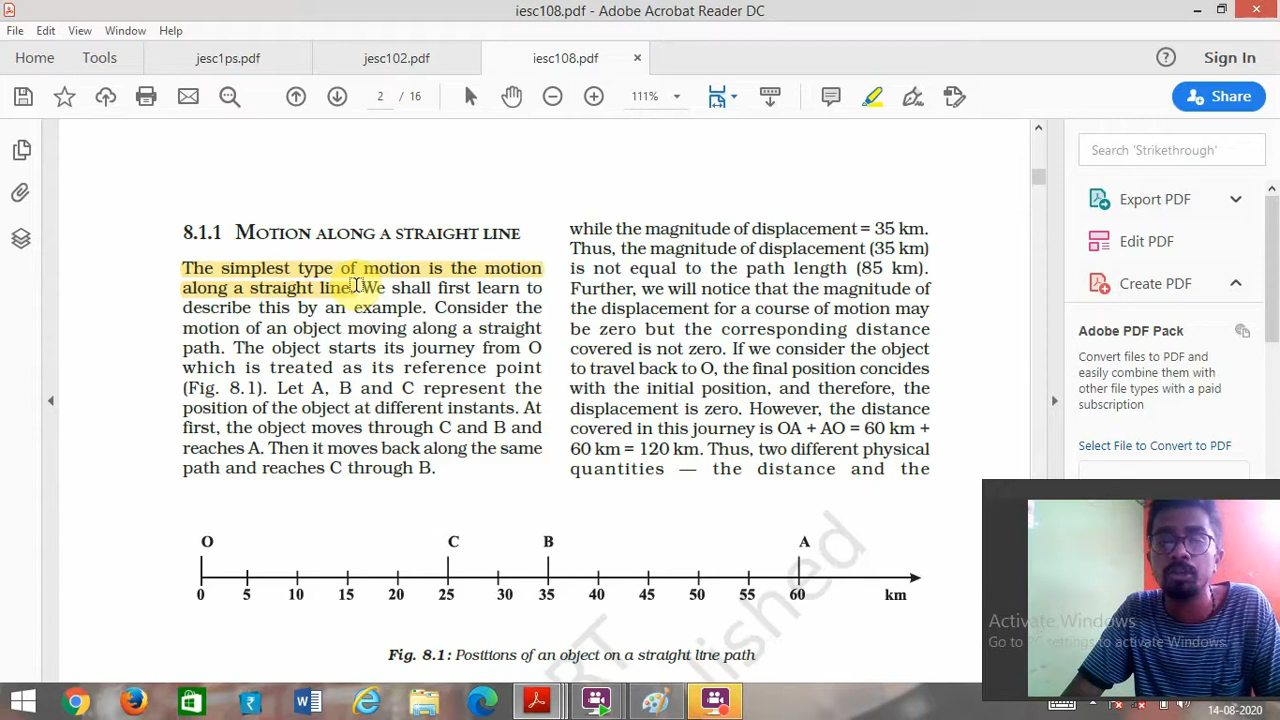 iesc108.pdf - Adobe Acrobat Reader DC
File Edit View Window Help
Home Tools jesc1ps.pdf jesc102.pdf iesc108.pdf × ? Sign In
2 / 16 111% Share
Search 'Strikethrough'
Export PDF
Edit PDF
Create PDF
Adobe PDF Pack
Convert files to PDF and
easily combine them with
other file types with a paid
subscription
Select File to Convert to PDF
8.1.1 MOTION ALONG A STRAIGHT LINE
The simplest type of motion is the motion
along a straight line. We shall first learn to
describe this by an example. Consider the
motion of an object moving along a straight
path. The object starts its journey from O
which is treated as its reference point
(Fig. 8.1). Let A, B and C represent the
position of the object at different instants. At
first, the object moves through C and B and
reaches A. Then it moves back along the same
path and reaches C through B.
while the magnitude of displacement = 35 km.
Thus, the magnitude of displacement (35 km)
is not equal to the path length (85 km).
Further, we will notice that the magnitude of
the displacement for a course of motion may
be zero but the corresponding distance
covered is not zero. If we consider the object
to travel back to O, the final position concides
with the initial position, and therefore, the
displacement is zero. However, the distance
covered in this journey is OA + AO = 60 km +
60 km = 120 km. Thus, two different physical
quantities — the distance and the
O C B A
0 5 10 15 20 25 30 35 40 45 50 55 60 km
Fig. 8.1: Positions of an object on a straight line path
Activate Windows
Go to PC settings to activate Windows.
14-08-2020